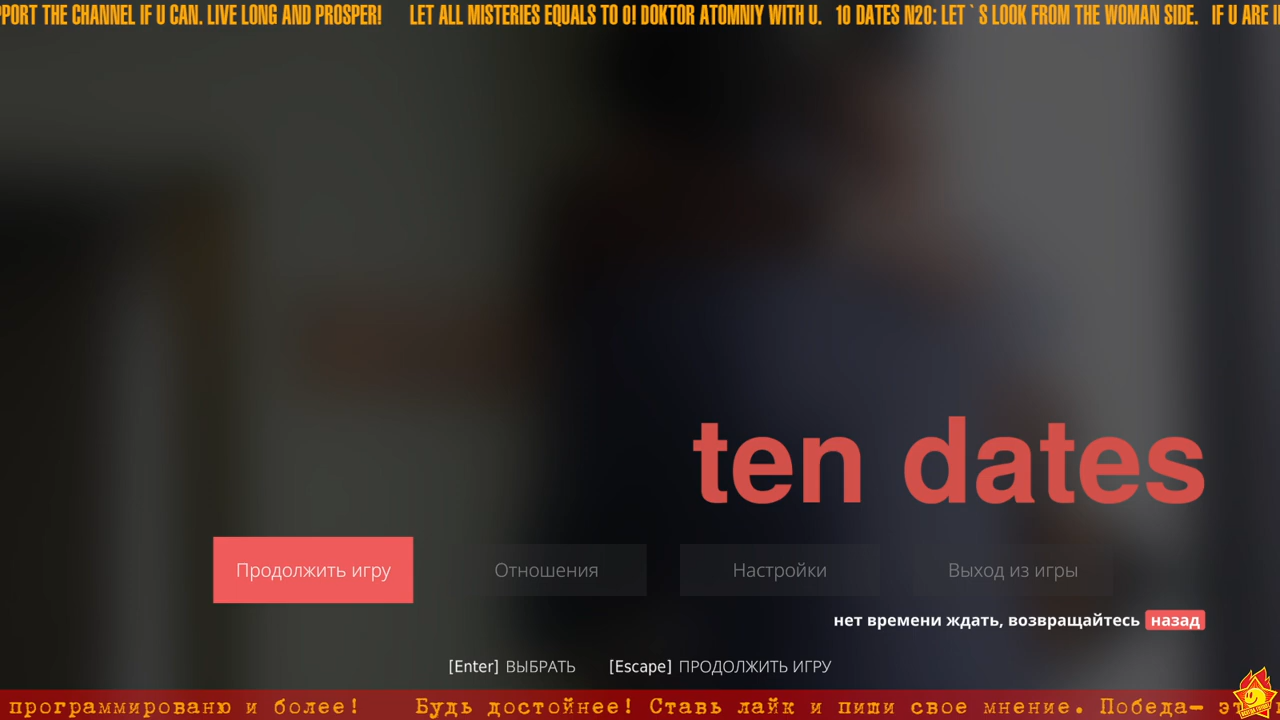 PPORT THE CHANNEL IF U CAN. LIVE LONG AND PROSPER! LET ALL MISTERIES EQUALS TO 0! DOKTOR ATOMNIY WITH U. 10 DATES N20: LET`S LOOK FROM THE WOMAN SIDE. IF U ARE
ten dates
Продолжить игру Отношения Настройки Выход из игры
нет времени ждать, возвращайтесь назад
[Enter] ВЫБРАТЬ [Escape] ПРОДОЛЖИТЬ ИГРУ
программировано и более! Будь достойнее! Ставь лайк и пиши свое мнение. Победа- эт